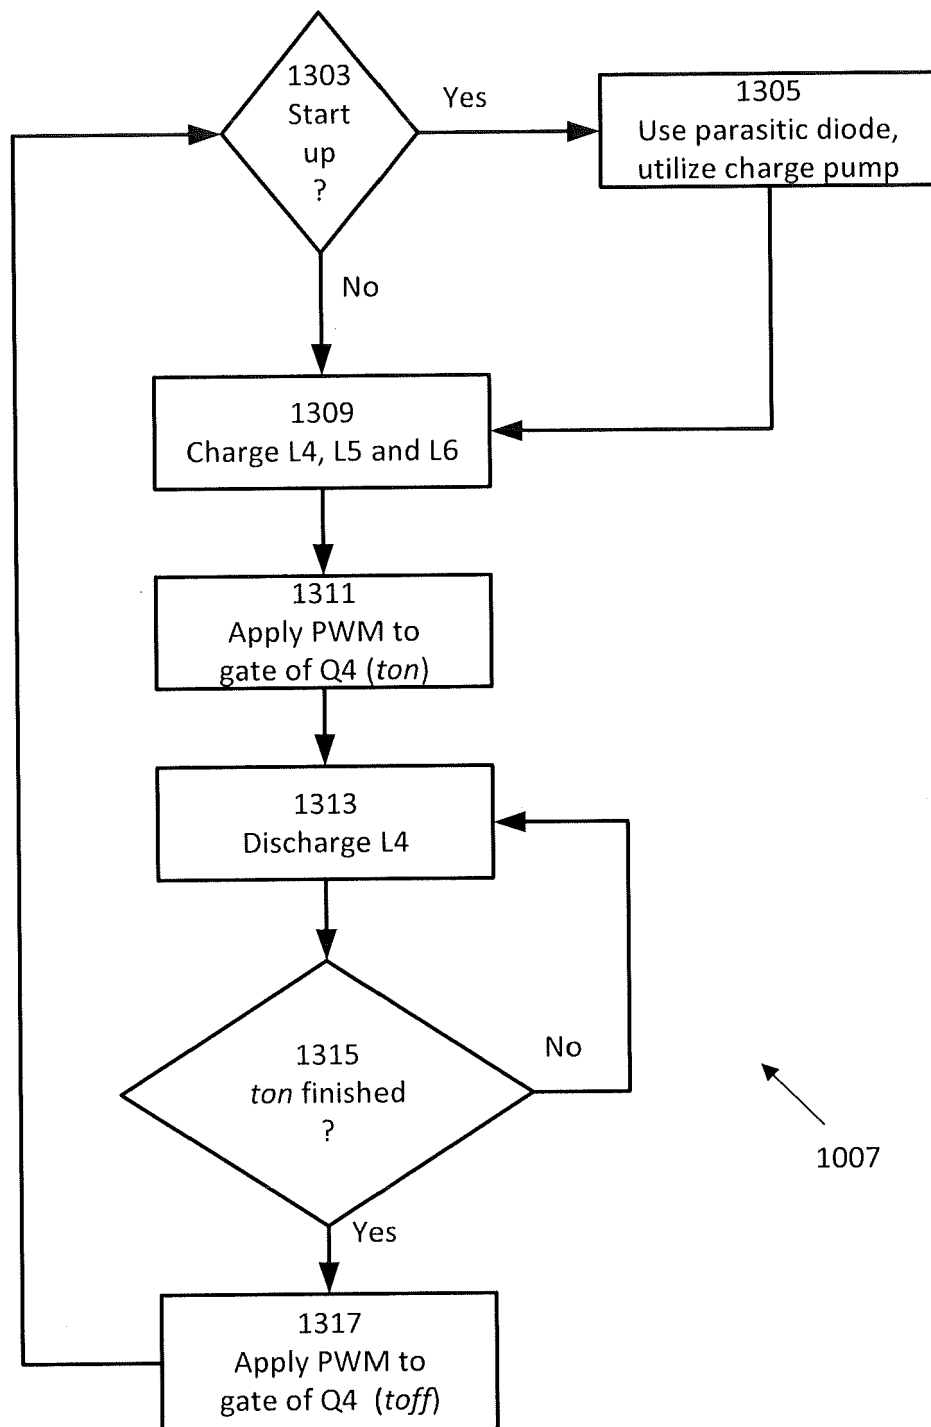 1303
Start
up
?
Yes
1305
Use parasitic diode,
utilize charge pump
No
1309
Charge L4, L5 and L6
1311
Apply PWM to
gate of Q4 (ton)
1313
Discharge L4
1315
ton finished
?
No
1007
Yes
1317
Apply PWM to
gate of Q4 (toff)